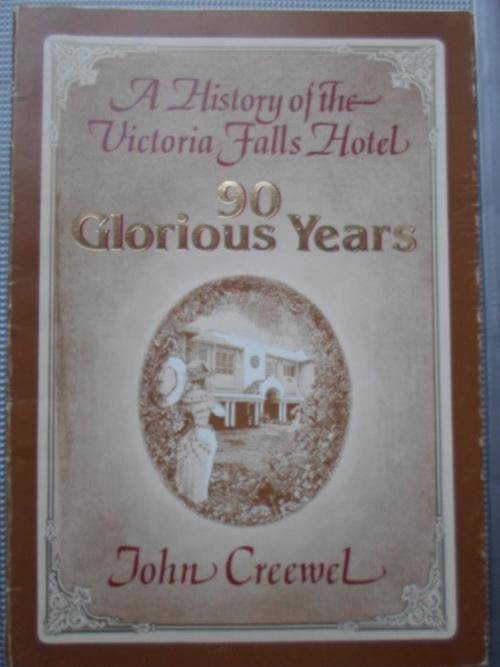 A History of the
Victoria Falls Hotel
90
Glorious Years
John Creewel